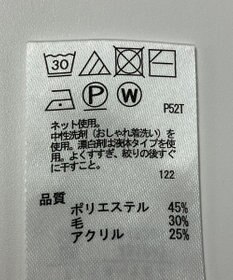 30
P W P52T
ネット使用。
中性洗剤(おしゃれ着洗い)を
使用。漂白剤は液体タイプを使
用。よくすすぎ、絞りの後すぐ
に干すこと。
122
品質
ポリエステル 45%
毛 30%
アクリル 25%